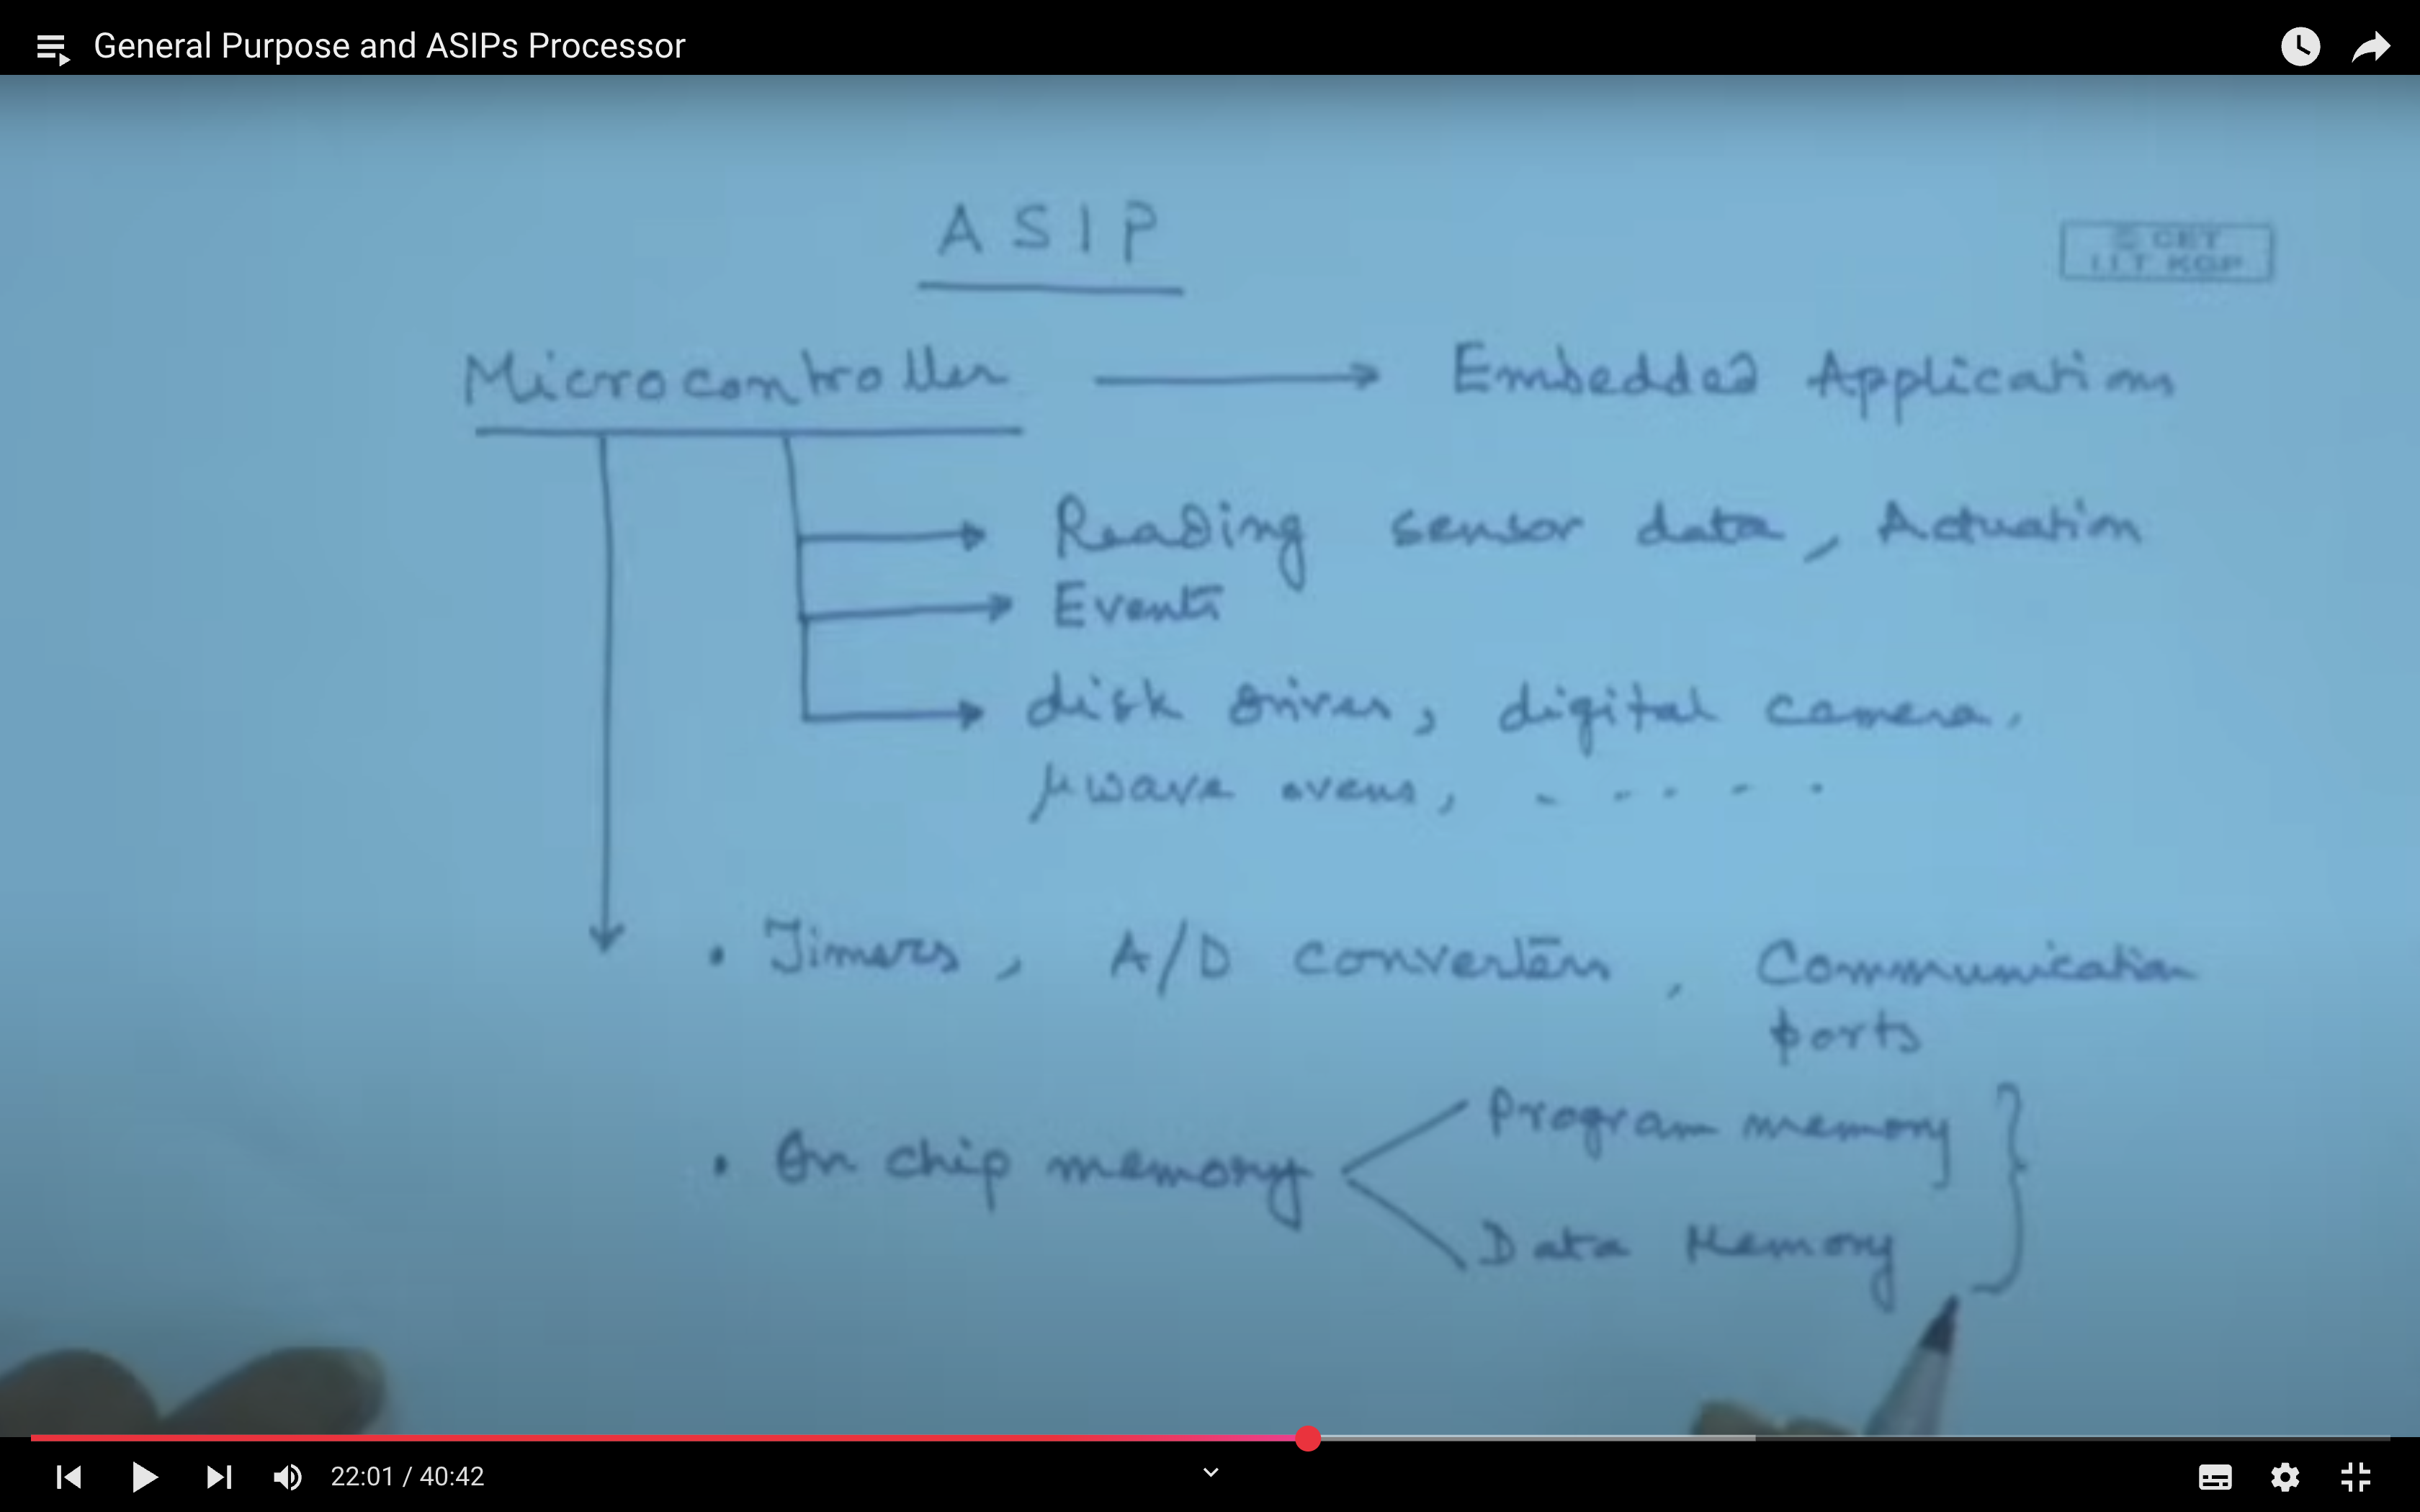 General Purpose and ASIPs Processor
ASIP
© CET
I.I.T KGP
Microcontroller → Embedded Applications
Reading sensor data, Actuation
Events
disk drives, digital camera,
μwave ovens, - - - - .
• Timers, A/D converters, Communication
ports
• On chip memory
Program memory
Data Memory
22:01 / 40:42